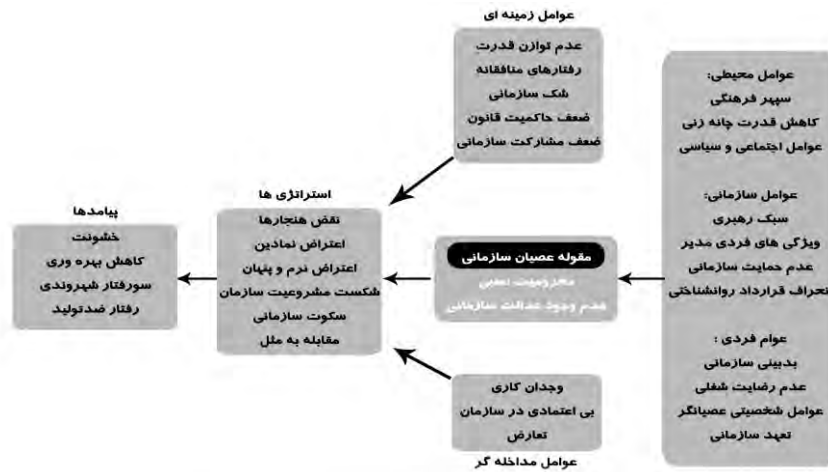 عوامل زمینه ای
عدم توازن قدرت
رفتارهای منافقانه
شک سازمانی
ضعف حاکمیت قانون
ضعف مشارکت سازمانی
عوامل محیطی:
سپهر فرهنگی
کاهش قدرت چانه زنی
عوامل اجتماعی و سیاسی
عوامل سازمانی:
سبک رهبری
ویژگی های فردی مدیر
عدم حمایت سازمانی
نحراف قرارداد روانشناختی
عوام فردی :
بدبینی سازمانی
عدم رضایت شغلی
عوامل شخصیتی عصیانگر
تعهد سازمانی
مقوله عصیان سازمانی
محرومیت نسبی
عدم وجود عدالت سازمانی
استراتژی ها
نقض هنجارها
اعتراض نمادین
اعتراض نرم و پنهان
شکست مشروعیت سازمان
سکوت سازمانی
مقابله به مثل
پیامدها
خشونت
کاهش بهره وری
سورفتار شهروندی
رفتار ضدتولید
وجدان کاری
بی اعتمادی در سازمان
تعارض
عوامل مداخله گر